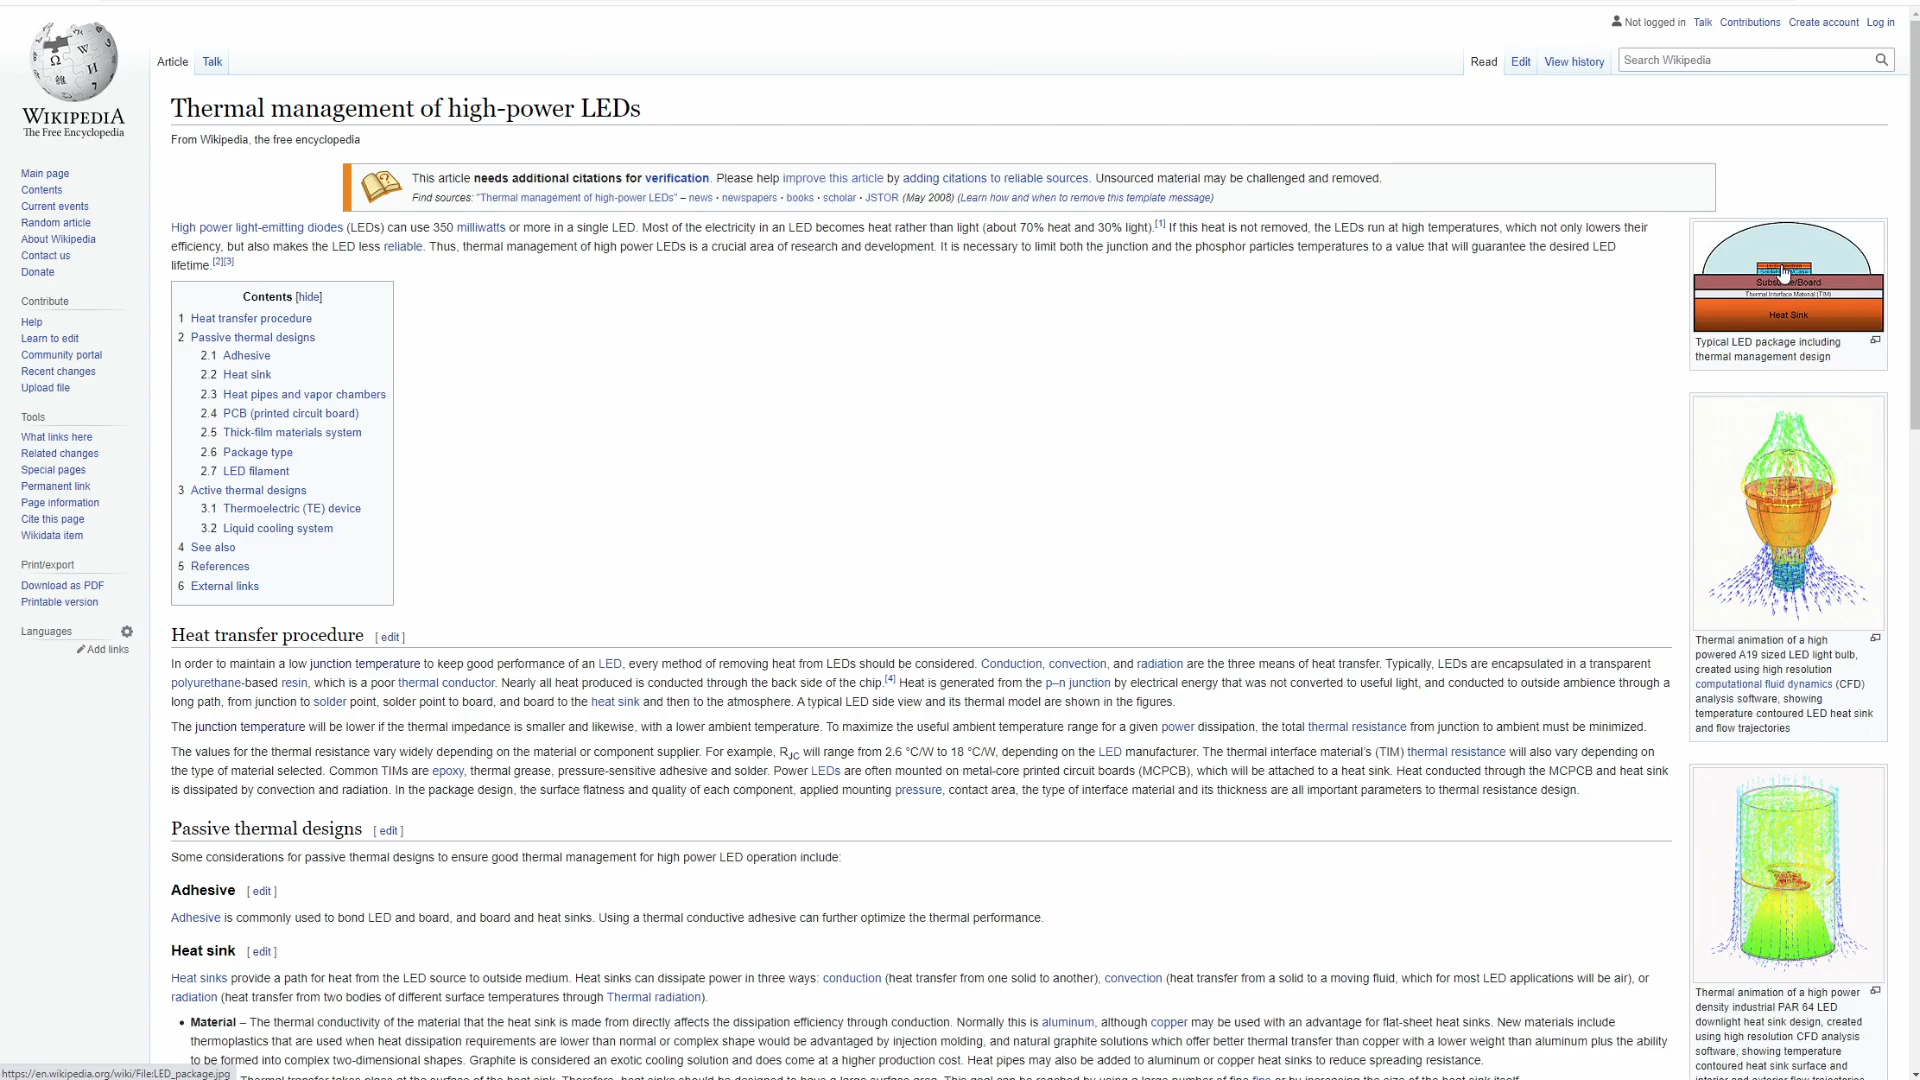 Not logged in Talk Contributions Create account Log in
Article Talk
Read Edit View history Search Wikipedia
WIKIPEDIA
The Free Encyclopedia
Main page
Contents
Current events
Random article
About Wikipedia
Contact us
Donate
Contribute
Help
Learn to edit
Community portal
Recent changes
Upload file
Tools
What links here
Related changes
Special pages
Permanent link
Page information
Cite this page
Wikidata item
Print/export
Download as PDF
Printable version
Languages
Add links
Thermal management of high-power LEDs
From Wikipedia, the free encyclopedia
This article needs additional citations for verification. Please help improve this article by adding citations to reliable sources. Unsourced material may be challenged and removed.
Find sources: "Thermal management of high-power LEDs" – news · newspapers · books · scholar · JSTOR (May 2008) (Learn how and when to remove this template message)
High power light-emitting diodes (LEDs) can use 350 milliwatts or more in a single LED. Most of the electricity in an LED becomes heat rather than light (about 70% heat and 30% light).[1] If this heat is not removed, the LEDs run at high temperatures, which not only lowers their
efficiency, but also makes the LED less reliable. Thus, thermal management of high power LEDs is a crucial area of research and development. It is necessary to limit both the junction and the phosphor particles temperatures to a value that will guarantee the desired LED
lifetime.[2][3]
Contents [hide]
1 Heat transfer procedure
2 Passive thermal designs
2.1 Adhesive
2.2 Heat sink
2.3 Heat pipes and vapor chambers
2.4 PCB (printed circuit board)
2.5 Thick-film materials system
2.6 Package type
2.7 LED filament
3 Active thermal designs
3.1 Thermoelectric (TE) device
3.2 Liquid cooling system
4 See also
5 References
6 External links
Heat transfer procedure [ edit ]
In order to maintain a low junction temperature to keep good performance of an LED, every method of removing heat from LEDs should be considered. Conduction, convection, and radiation are the three means of heat transfer. Typically, LEDs are encapsulated in a transparent
polyurethane-based resin, which is a poor thermal conductor. Nearly all heat produced is conducted through the back side of the chip.[4] Heat is generated from the p–n junction by electrical energy that was not converted to useful light, and conducted to outside ambience through a
long path, from junction to solder point, solder point to board, and board to the heat sink and then to the atmosphere. A typical LED side view and its thermal model are shown in the figures.
The junction temperature will be lower if the thermal impedance is smaller and likewise, with a lower ambient temperature. To maximize the useful ambient temperature range for a given power dissipation, the total thermal resistance from junction to ambient must be minimized.
The values for the thermal resistance vary widely depending on the material or component supplier. For example, RJC will range from 2.6 °C/W to 18 °C/W, depending on the LED manufacturer. The thermal interface material's (TIM) thermal resistance will also vary depending on
the type of material selected. Common TIMs are epoxy, thermal grease, pressure-sensitive adhesive and solder. Power LEDs are often mounted on metal-core printed circuit boards (MCPCB), which will be attached to a heat sink. Heat conducted through the MCPCB and heat sink
is dissipated by convection and radiation. In the package design, the surface flatness and quality of each component, applied mounting pressure, contact area, the type of interface material and its thickness are all important parameters to thermal resistance design.
Passive thermal designs [ edit ]
Some considerations for passive thermal designs to ensure good thermal management for high power LED operation include:
Adhesive [ edit ]
Adhesive is commonly used to bond LED and board, and board and heat sinks. Using a thermal conductive adhesive can further optimize the thermal performance.
Heat sink [ edit ]
Heat sinks provide a path for heat from the LED source to outside medium. Heat sinks can dissipate power in three ways: conduction (heat transfer from one solid to another), convection (heat transfer from a solid to a moving fluid, which for most LED applications will be air), or
radiation (heat transfer from two bodies of different surface temperatures through Thermal radiation).
• Material – The thermal conductivity of the material that the heat sink is made from directly affects the dissipation efficiency through conduction. Normally this is aluminum, although copper may be used with an advantage for flat-sheet heat sinks. New materials include
thermoplastics that are used when heat dissipation requirements are lower than normal or complex shape would be advantaged by injection molding, and natural graphite solutions which offer better thermal transfer than copper with a lower weight than aluminum plus the ability
to be formed into complex two-dimensional shapes. Graphite is considered an exotic cooling solution and does come at a higher production cost. Heat pipes may also be added to aluminum or copper heat sinks to reduce spreading resistance.
Thermal Interface Material (TIM)
Heat Sink
Typical LED package including
thermal management design
Thermal animation of a high
powered A19 sized LED light bulb,
created using high resolution
computational fluid dynamics (CFD)
analysis software, showing
temperature contoured LED heat sink
and flow trajectories
Thermal animation of a high power
density industrial PAR 64 LED
downlight heat sink design, created
using high resolution CFD analysis
software, showing temperature
contoured heat sink surface and
https://en.wikipedia.org/wiki/File:LED_package.jpg